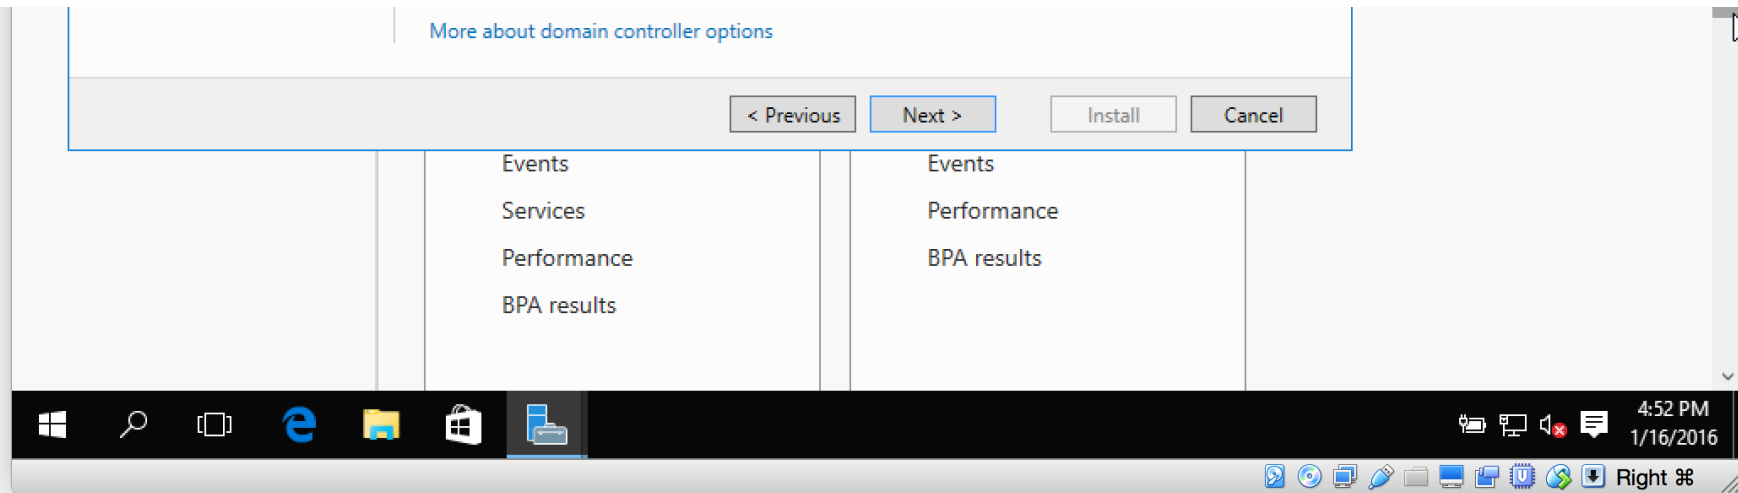 More about domain controller options
< Previous Next > Install Cancel
Events Events
Services Performance
Performance BPA results
BPA results
4:52 PM
1/16/2016
Right ⌘